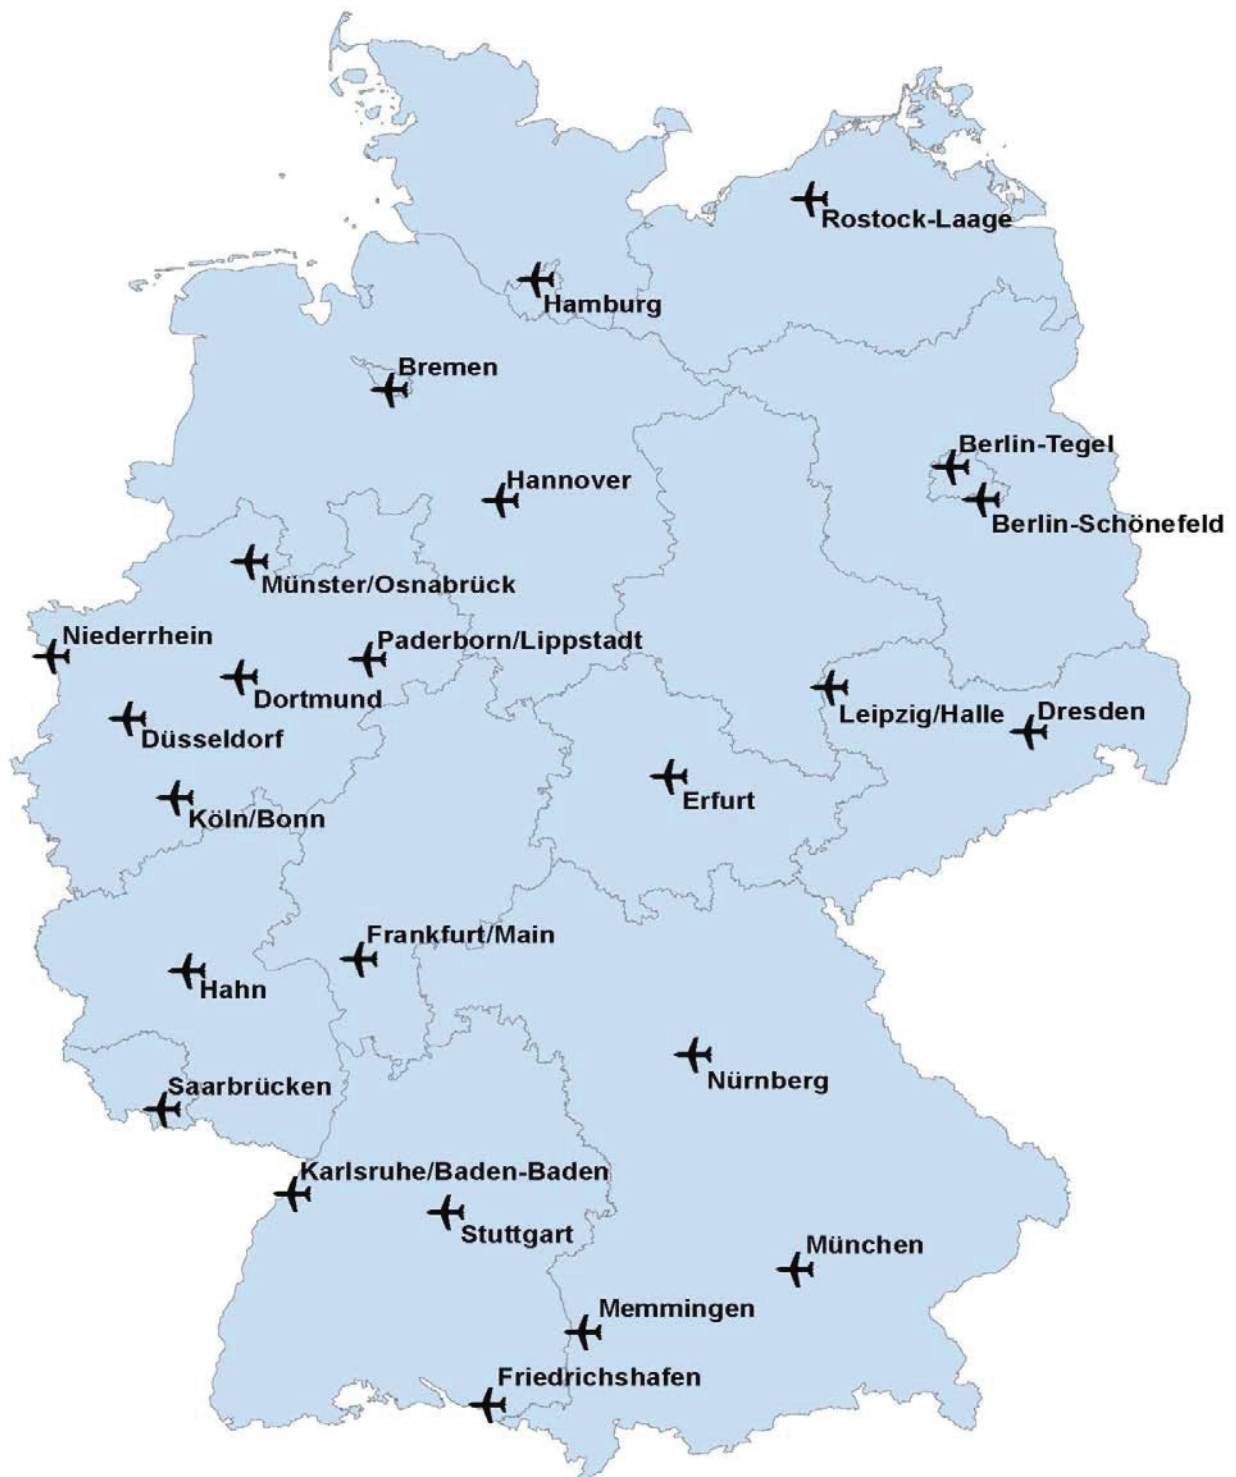 Rostock-Laage
Hamburg
Bremen
Berlin-Tegel
Hannover
Berlin-Schönefeld
Münster/Osnabrück
Niederrhein
Paderborn/Lippstadt
Dortmund
Leipzig/Halle
Dresden
Düsseldorf
Erfurt
Köln/Bonn
Frankfurt/Main
Hahn
Nürnberg
Saarbrücken
Karlsruhe/Baden-Baden
Stuttgart
München
Memmingen
Friedrichshafen